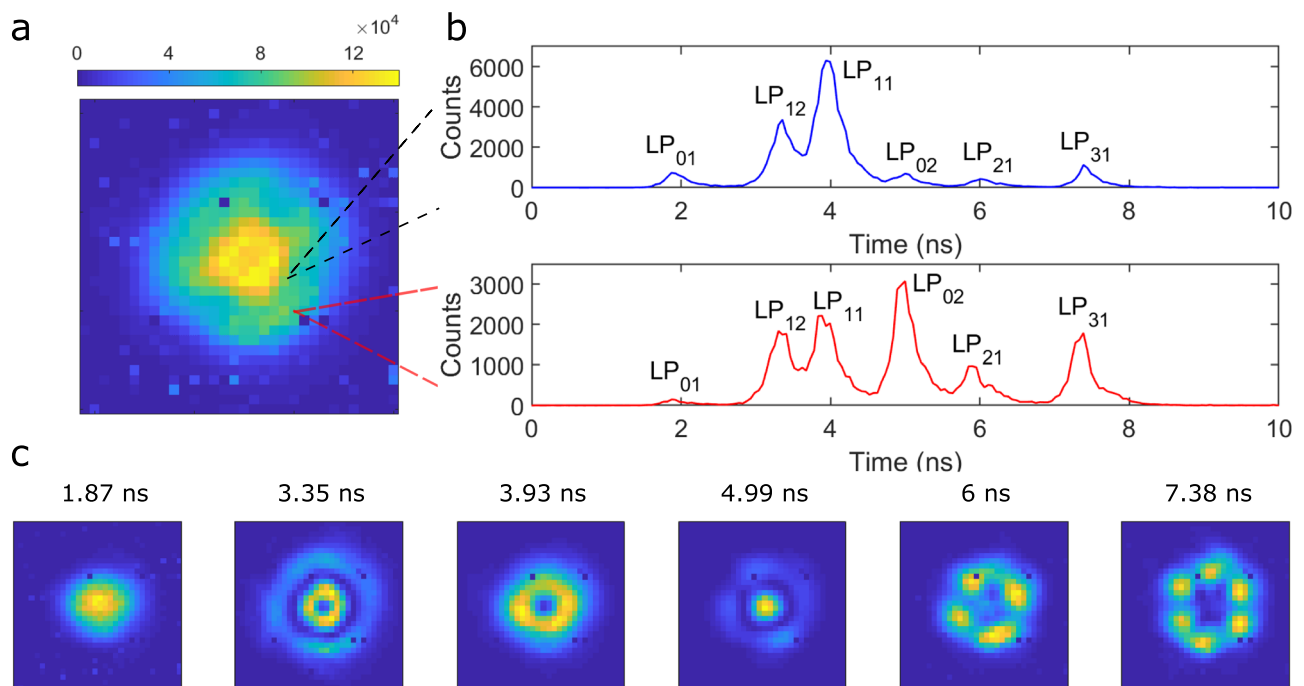 a
×10⁴
0 4 8 12
b
6000
4000
2000
0
Counts
LP₀₁
LP₁₂
LP₁₁
LP₀₂
LP₂₁
LP₃₁
0 2 4 6 8 10
Time (ns)
3000
2000
1000
0
Counts
LP₀₁
LP₁₂
LP₁₁
LP₀₂
LP₂₁
LP₃₁
0 2 4 6 8 10
Time (ns)
c
1.87 ns 3.35 ns 3.93 ns 4.99 ns 6 ns 7.38 ns